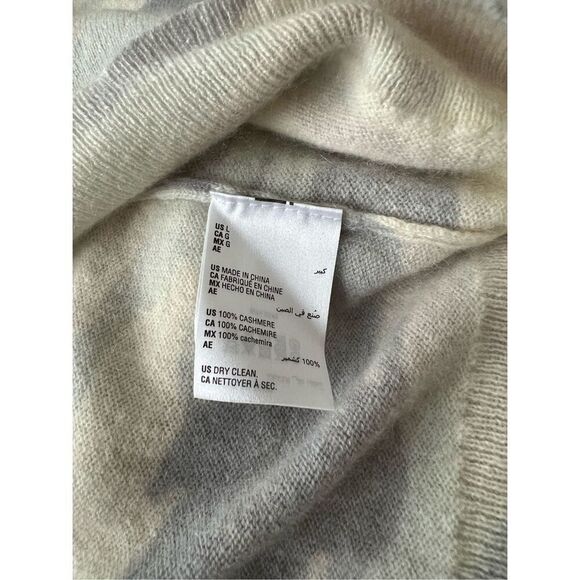 US L
CA G
MX G
AE كبير
US MADE IN CHINA
CA FABRIQUÉ EN CHINE
MX HECHO EN CHINA
AE صُنع في الصين
US 100% CASHMERE
CA 100% CACHEMIRE
MX 100% cachemira
AE 100% كشمير
US DRY CLEAN.
CA NETTOYER À SEC.